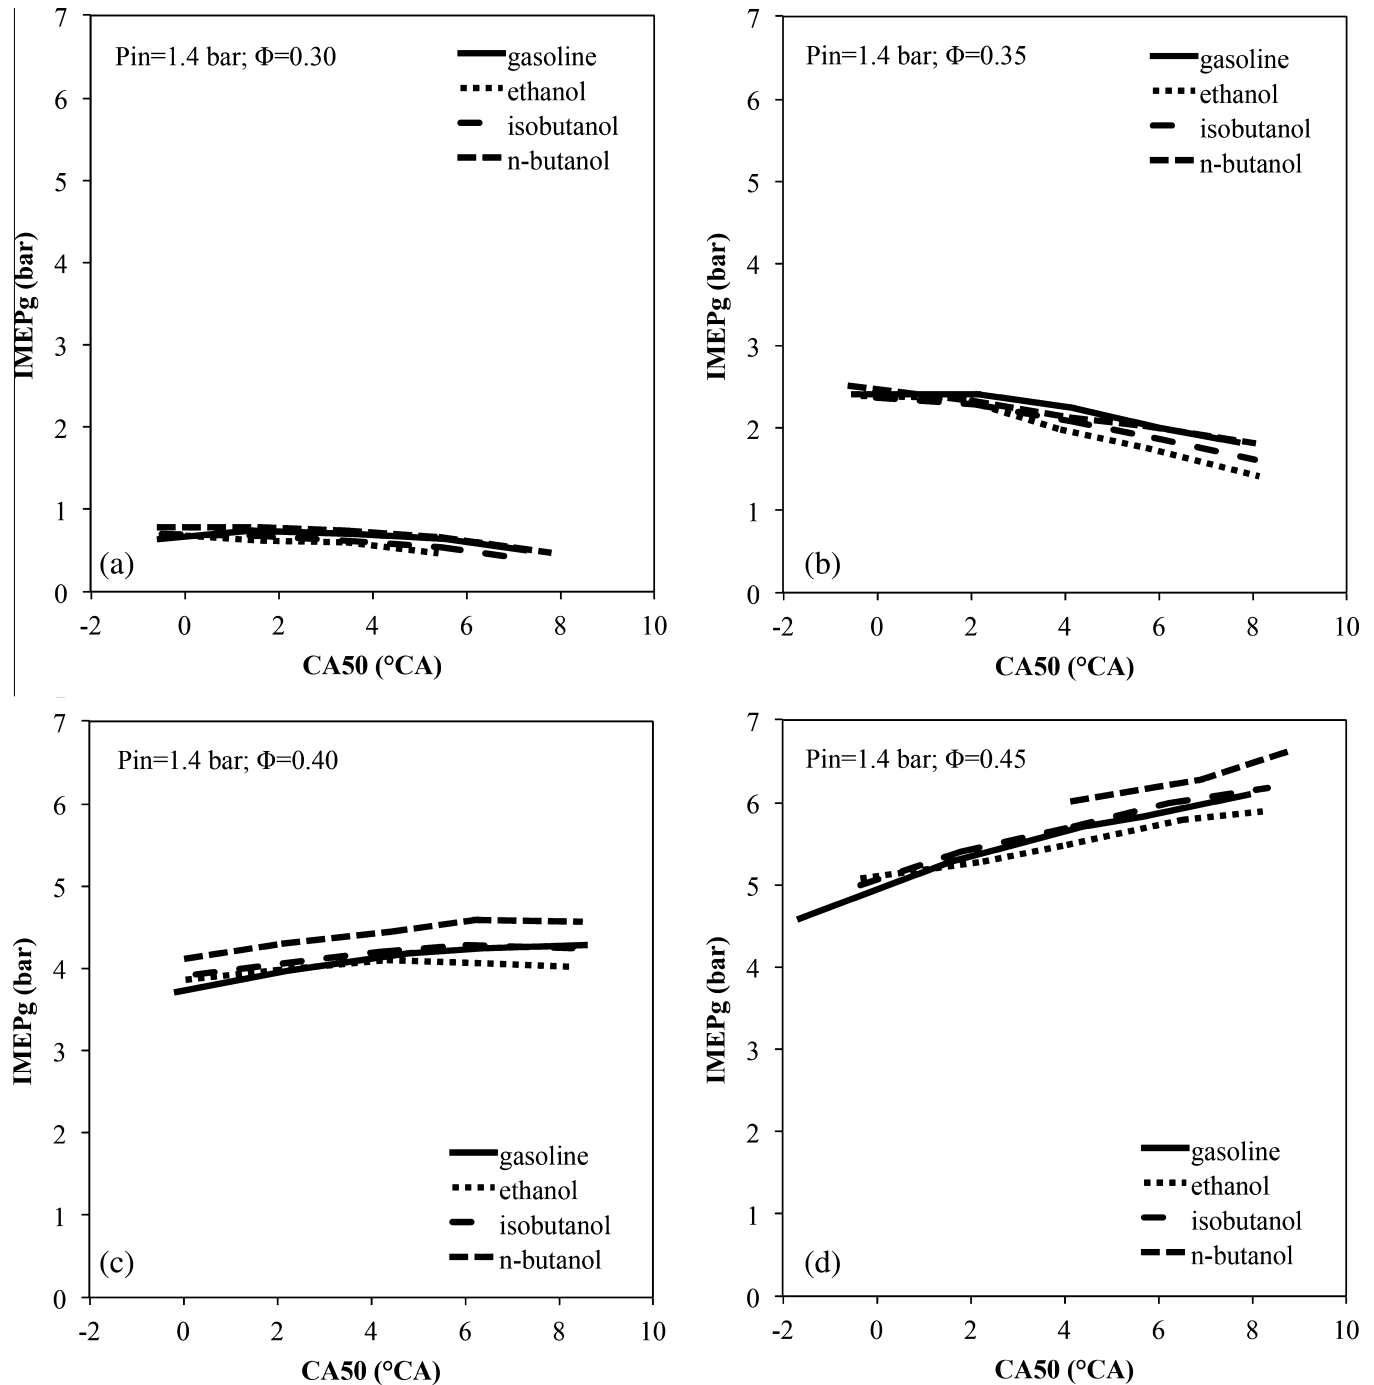 7
6
5
4
3
2
1
0
IMEPg (bar)
Pin=1.4 bar; Φ=0.30
gasoline
ethanol
isobutanol
n-butanol
(a)
-2 0 2 4 6 8 10
CA50 (°CA)
7
6
5
4
3
2
1
0
IMEPg (bar)
Pin=1.4 bar; Φ=0.35
gasoline
ethanol
isobutanol
n-butanol
(b)
-2 0 2 4 6 8 10
CA50 (°CA)
7
6
5
4
3
2
1
0
IMEPg (bar)
Pin=1.4 bar; Φ=0.40
gasoline
ethanol
isobutanol
n-butanol
(c)
-2 0 2 4 6 8 10
CA50 (°CA)
7
6
5
4
3
2
1
0
IMEPg (bar)
Pin=1.4 bar; Φ=0.45
gasoline
ethanol
isobutanol
n-butanol
(d)
-2 0 2 4 6 8 10
CA50 (°CA)